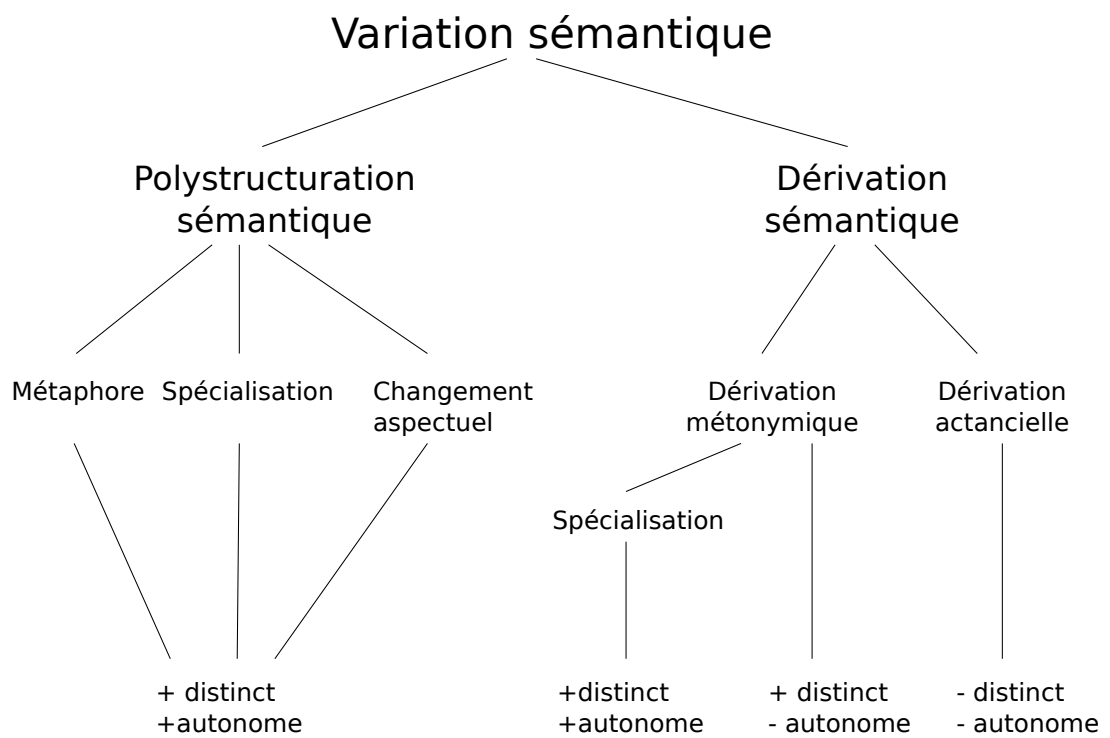 Variation sémantique
Polystructuration
sémantique
Dérivation
sémantique
Métaphore
Spécialisation
Changement
aspectuel
Dérivation
métonymique
Dérivation
actancielle
Spécialisation
+ distinct
+autonome
+distinct
+autonome
+ distinct
- autonome
- distinct
- autonome